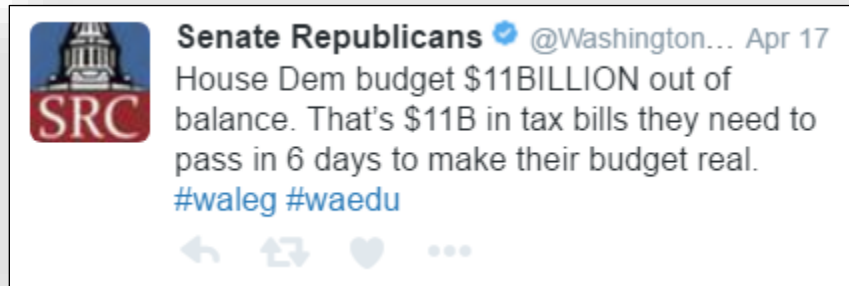 Senate Republicans @Washington... Apr 17
House Dem budget $11BILLION out of
balance. That's $11B in tax bills they need to
pass in 6 days to make their budget real.
#waleg #waedu
SRC